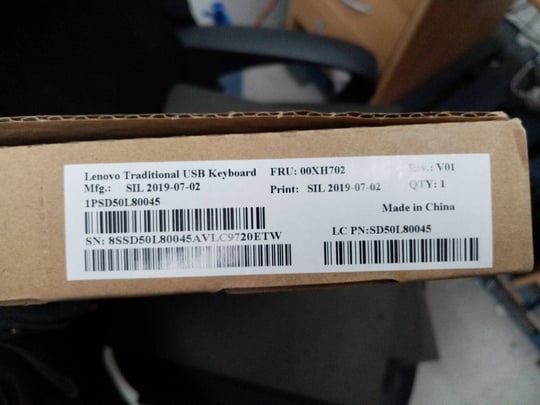 Lenovo Traditional USB Keyboard FRU: 00XH702 Rev.: V01
Mfg.: SIL 2019-07-02 Print: SIL 2019-07-02 QTY: 1
1PSD50L80045
Made in China
SN: 8SSD50L80045AVLC9720ETW
LC PN:SD50L80045